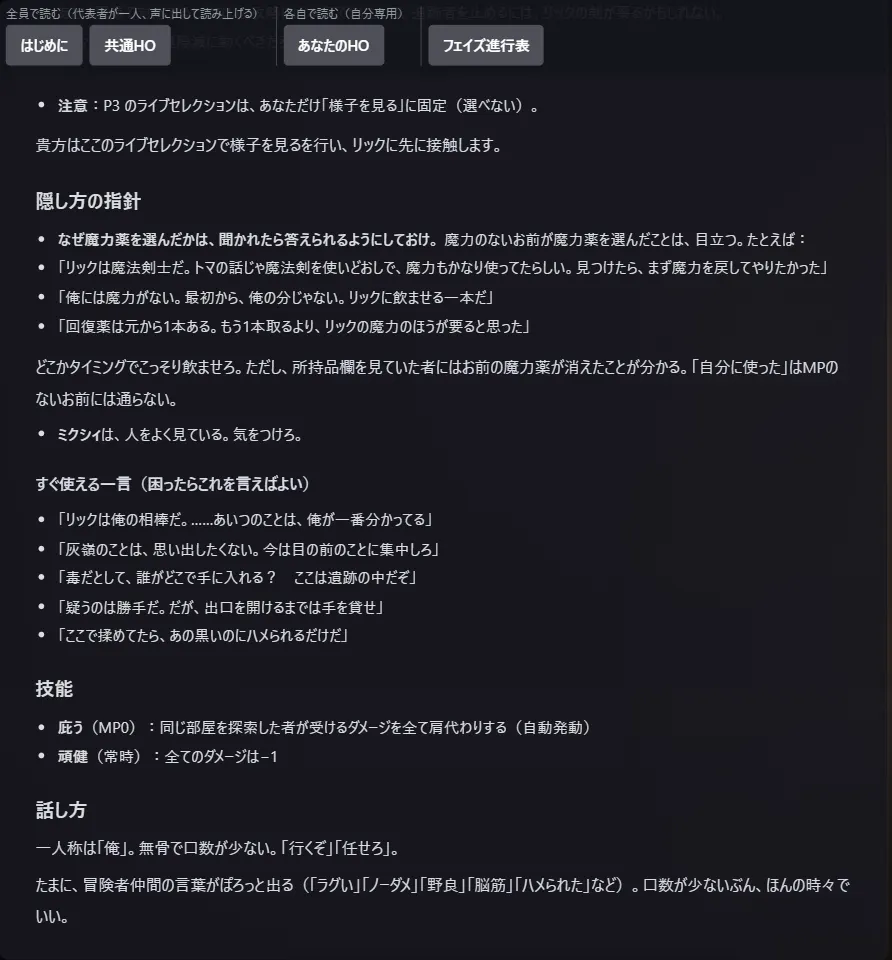 全員で読む（代表者が一人、声に出して読み上げる）
各自で読む（自分専用）
はじめに
共通HO
あなたのHO
フェイズ進行表
• 注意：P3 のライブセレクションは、あなただけ「様子を見る」に固定（選べない）。
貴方はここのライブセレクションで様子を見るを行い、リックに先に接触します。
隠し方の指針
• なぜ魔力薬を選んだかは、聞かれたら答えられるようにしておけ。魔力のないお前が魔力薬を選んだことは、目立つ。たとえば：
• 「リックは魔法剣士だ。トマの話じゃ魔法剣を使いどおしで、魔力もかなり使ってたらしい。見つけたら、まず魔力を戻してやりたかった」
• 「俺には魔力がない。最初から、俺の分じゃない。リックに飲ませる一本だ」
• 「回復薬は元から1本ある。もう1本取るより、リックの魔力のほうが要ると思った」
どこかタイミングでこっそり飲ませろ。ただし、所持品欄を見ていた者にはお前の魔力薬が消えたことが分かる。「自分に使った」はMPの
ないお前には通らない。
• ミクシィは、人をよく見ている。気をつけろ。
すぐ使える一言（困ったらこれを言えばよい）
• 「リックは俺の相棒だ。……あいつのことは、俺が一番分かってる」
• 「灰嶺のことは、思い出したくない。今は目の前のことに集中しろ」
• 「毒だとして、誰がどこで手に入れる？　ここは遺跡の中だぞ」
• 「疑うのは勝手だ。だが、出口を開けるまでは手を貸せ」
• 「ここで揉めてたら、あの黒いのにハメられるだけだ」
技能
• 庇う（MP0）：同じ部屋を探索した者が受けるダメージを全て肩代わりする（自動発動）
• 頑健（常時）：全てのダメージは−1
話し方
一人称は「俺」。無骨で口数が少ない。「行くぞ」「任せろ」。
たまに、冒険者仲間の言葉がぽろっと出る（「ラグい」「ノーダメ」「野良」「脳筋」「ハメられた」など）。口数が少ないぶん、ほんの時々で
いい。